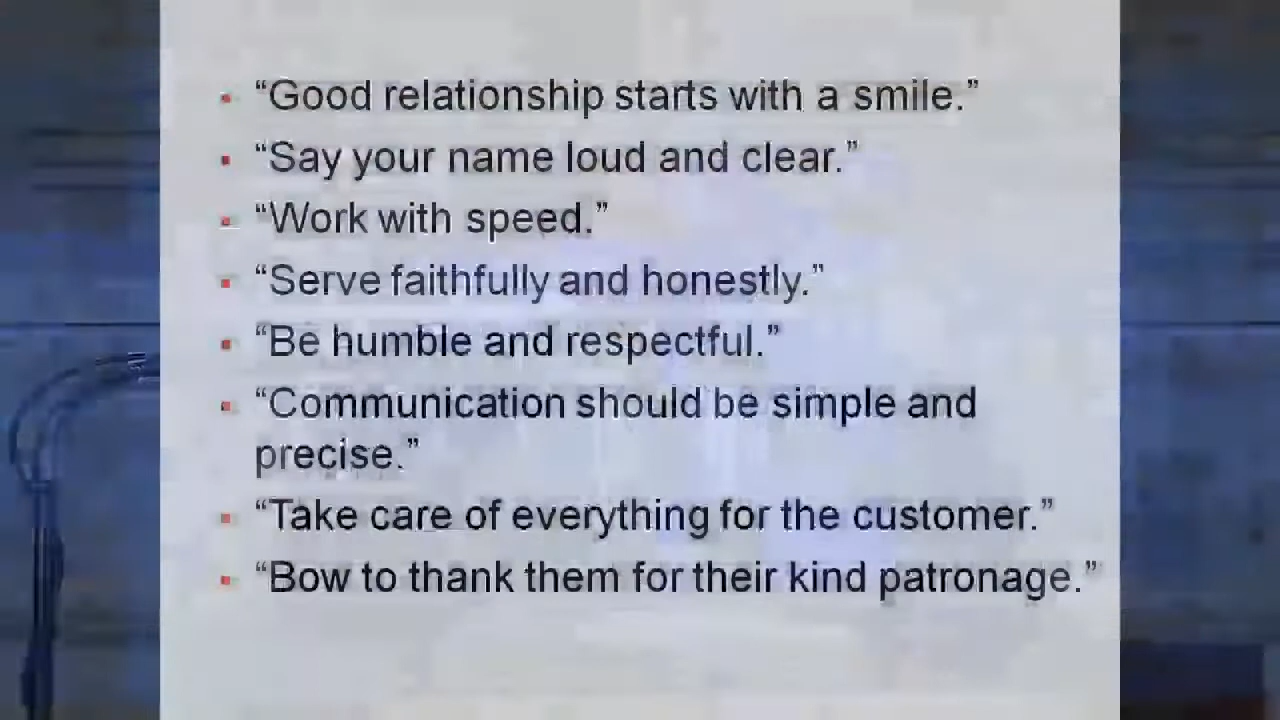 ▪ “Good relationship starts with a smile.”
▪ “Say your name loud and clear.”
▪ “Work with speed.”
▪ “Serve faithfully and honestly.”
▪ “Be humble and respectful.”
▪ “Communication should be simple and
precise.”
▪ “Take care of everything for the customer.”
▪ “Bow to thank them for their kind patronage.”